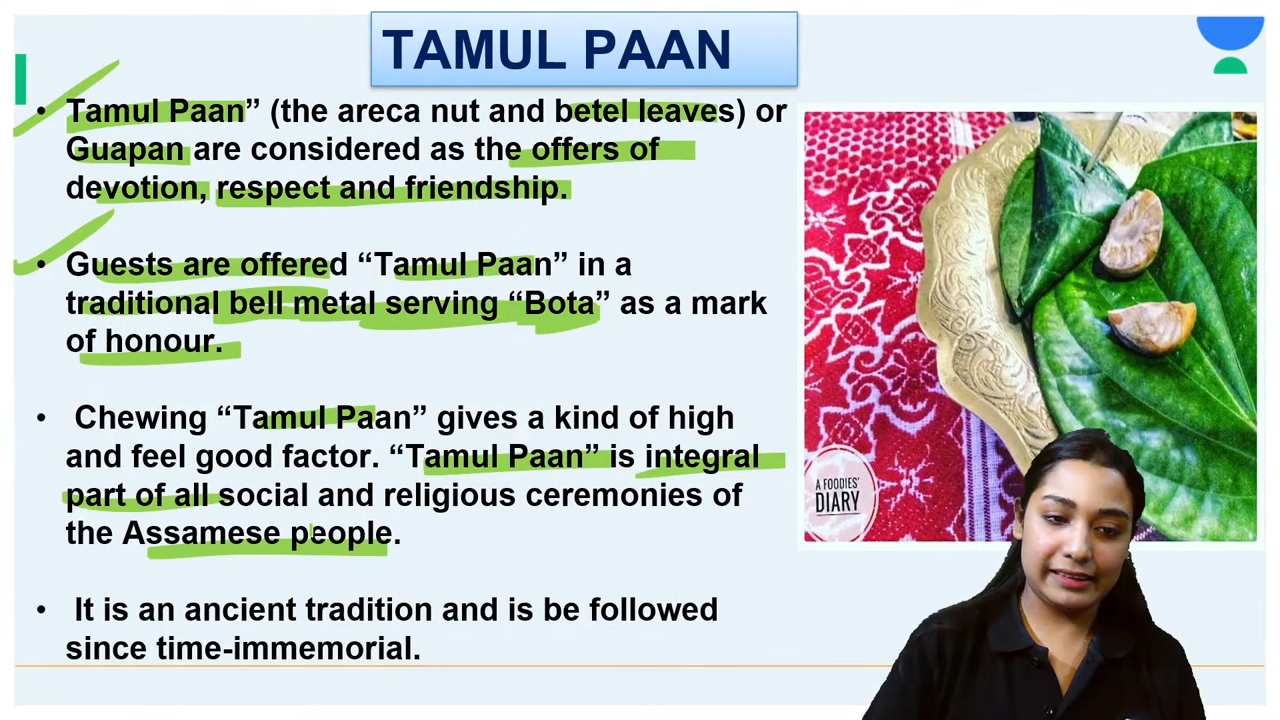 TAMUL PAAN
• Tamul Paan” (the areca nut and betel leaves) or
Guapan are considered as the offers of
devotion, respect and friendship.
• Guests are offered “Tamul Paan” in a
traditional bell metal serving “Bota” as a mark
of honour.
• Chewing “Tamul Paan” gives a kind of high
and feel good factor. “Tamul Paan” is integral
part of all social and religious ceremonies of
the Assamese people.
• It is an ancient tradition and is be followed
since time-immemorial.
A FOODIES'
DIARY